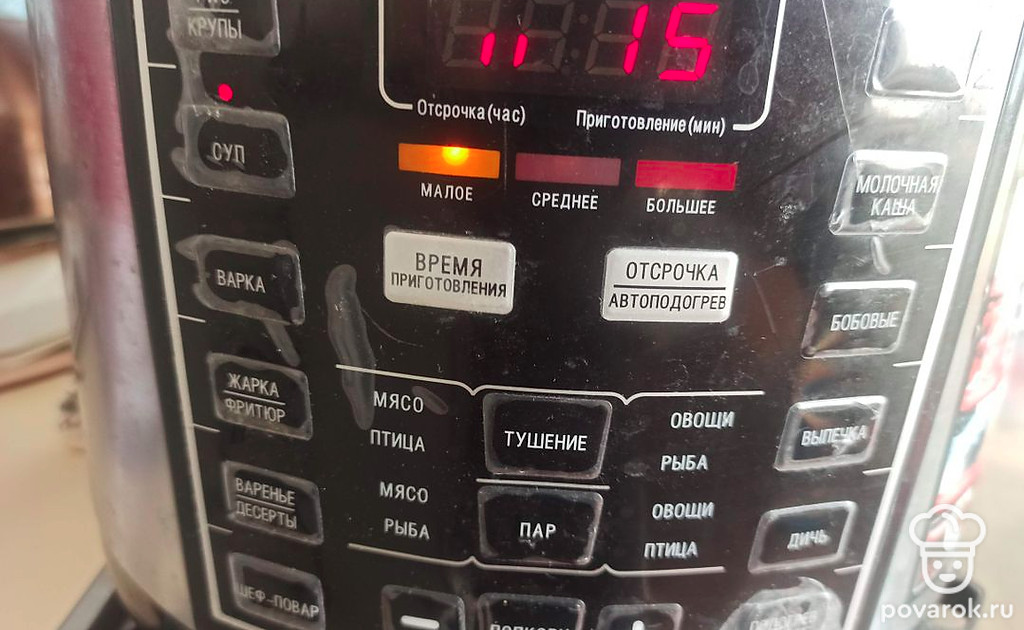 КРУПЫ
15
Отсрочка(час)
Приготовление(мин)
СУП
МАЛОЕ
СРЕДНЕЕ
БОЛЬШЕЕ
МОЛОЧНАЯ
КАША
ВАРКА
ВРЕМЯ
ПРИГОТОВЛЕНИЯ
ОТСРОЧКА
АВТОПОДОГРЕВ
БОБОВЫЕ
ЖАРКА
ФРИТЮР
МЯСО
ПТИЦА
ТУШЕНИЕ
ОВОЩИ
РЫБА
ВЫПЕЧКА
ВАРЕНЬЕ
ДЕСЕРТЫ
МЯСО
РЫБА
ПАР
ОВОЩИ
ПТИЦА
ДИЧЬ
ШЕФ-ПОВАР
-
+
povarok.ru